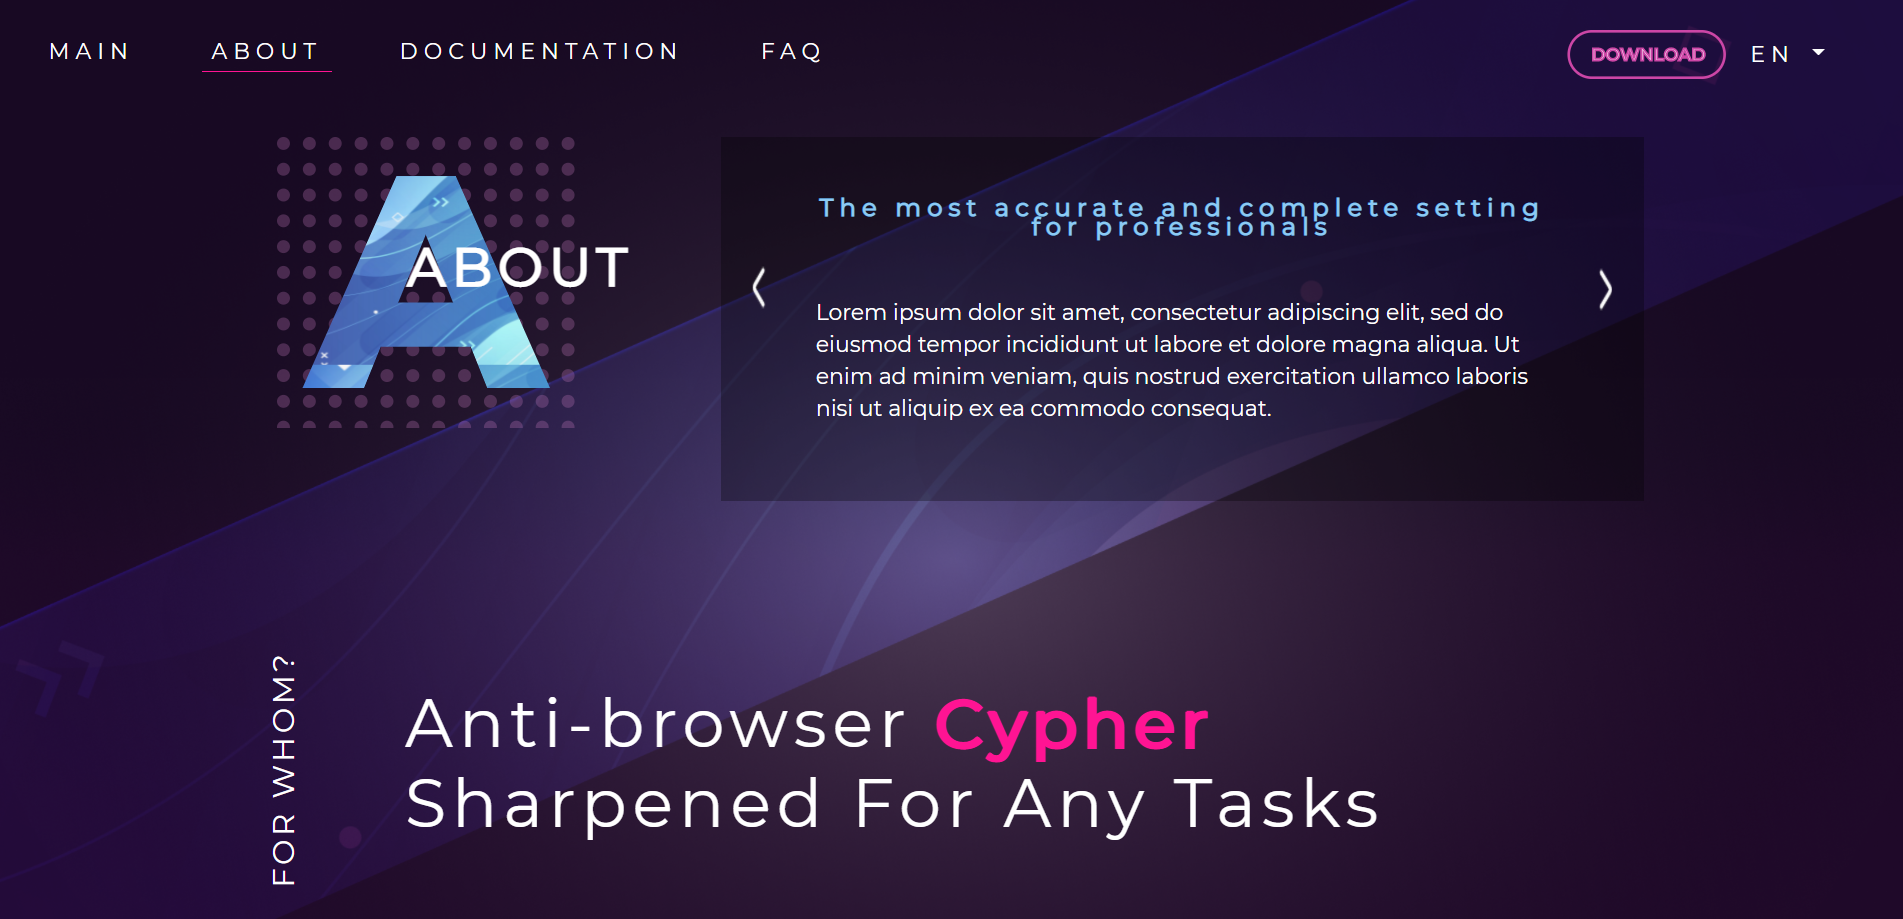 MAIN
ABOUT
DOCUMENTATION
FAQ
DOWNLOAD
EN
ABOUT
The most accurate and complete setting
for professionals
Lorem ipsum dolor sit amet, consectetur adipiscing elit, sed do
eiusmod tempor incididunt ut labore et dolore magna aliqua. Ut
enim ad minim veniam, quis nostrud exercitation ullamco laboris
nisi ut aliquip ex ea commodo consequat.
FOR WHOM?
Anti-browser Cypher
Sharpened For Any Tasks